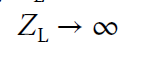 Z_L → ∞